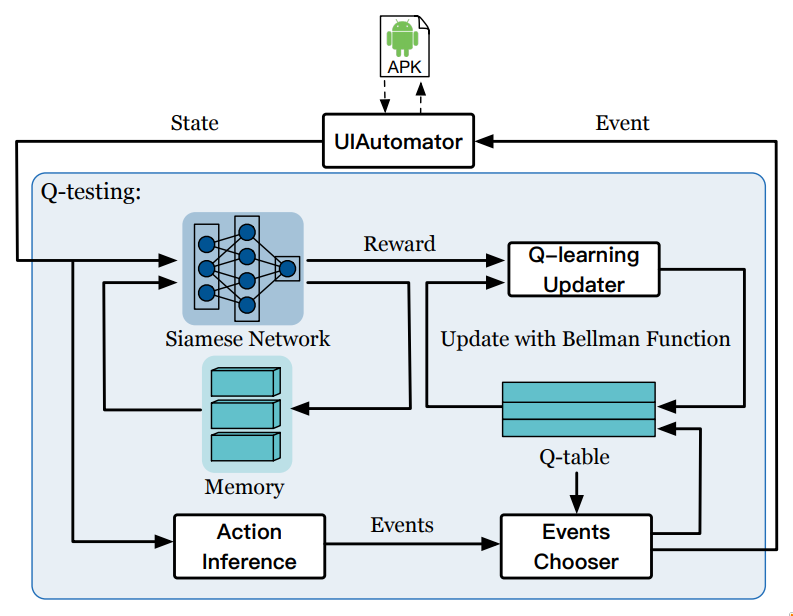 APK
UIAutomator
State
Event
Q-testing:
Reward
Q-learning
Updater
Siamese Network
Update with Bellman Function
Q-table
Memory
Action
Inference
Events
Events
Chooser